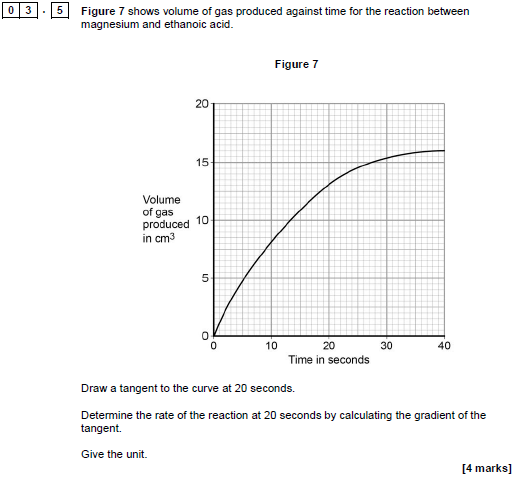 0 3 . 5 Figure 7 shows volume of gas produced against time for the reaction between
magnesium and ethanoic acid.
Figure 7
20
15
Volume
of gas
produced
in cm³
10
5
0
0 10 20 30 40
Time in seconds
Draw a tangent to the curve at 20 seconds.
Determine the rate of the reaction at 20 seconds by calculating the gradient of the
tangent.
Give the unit.
[4 marks]